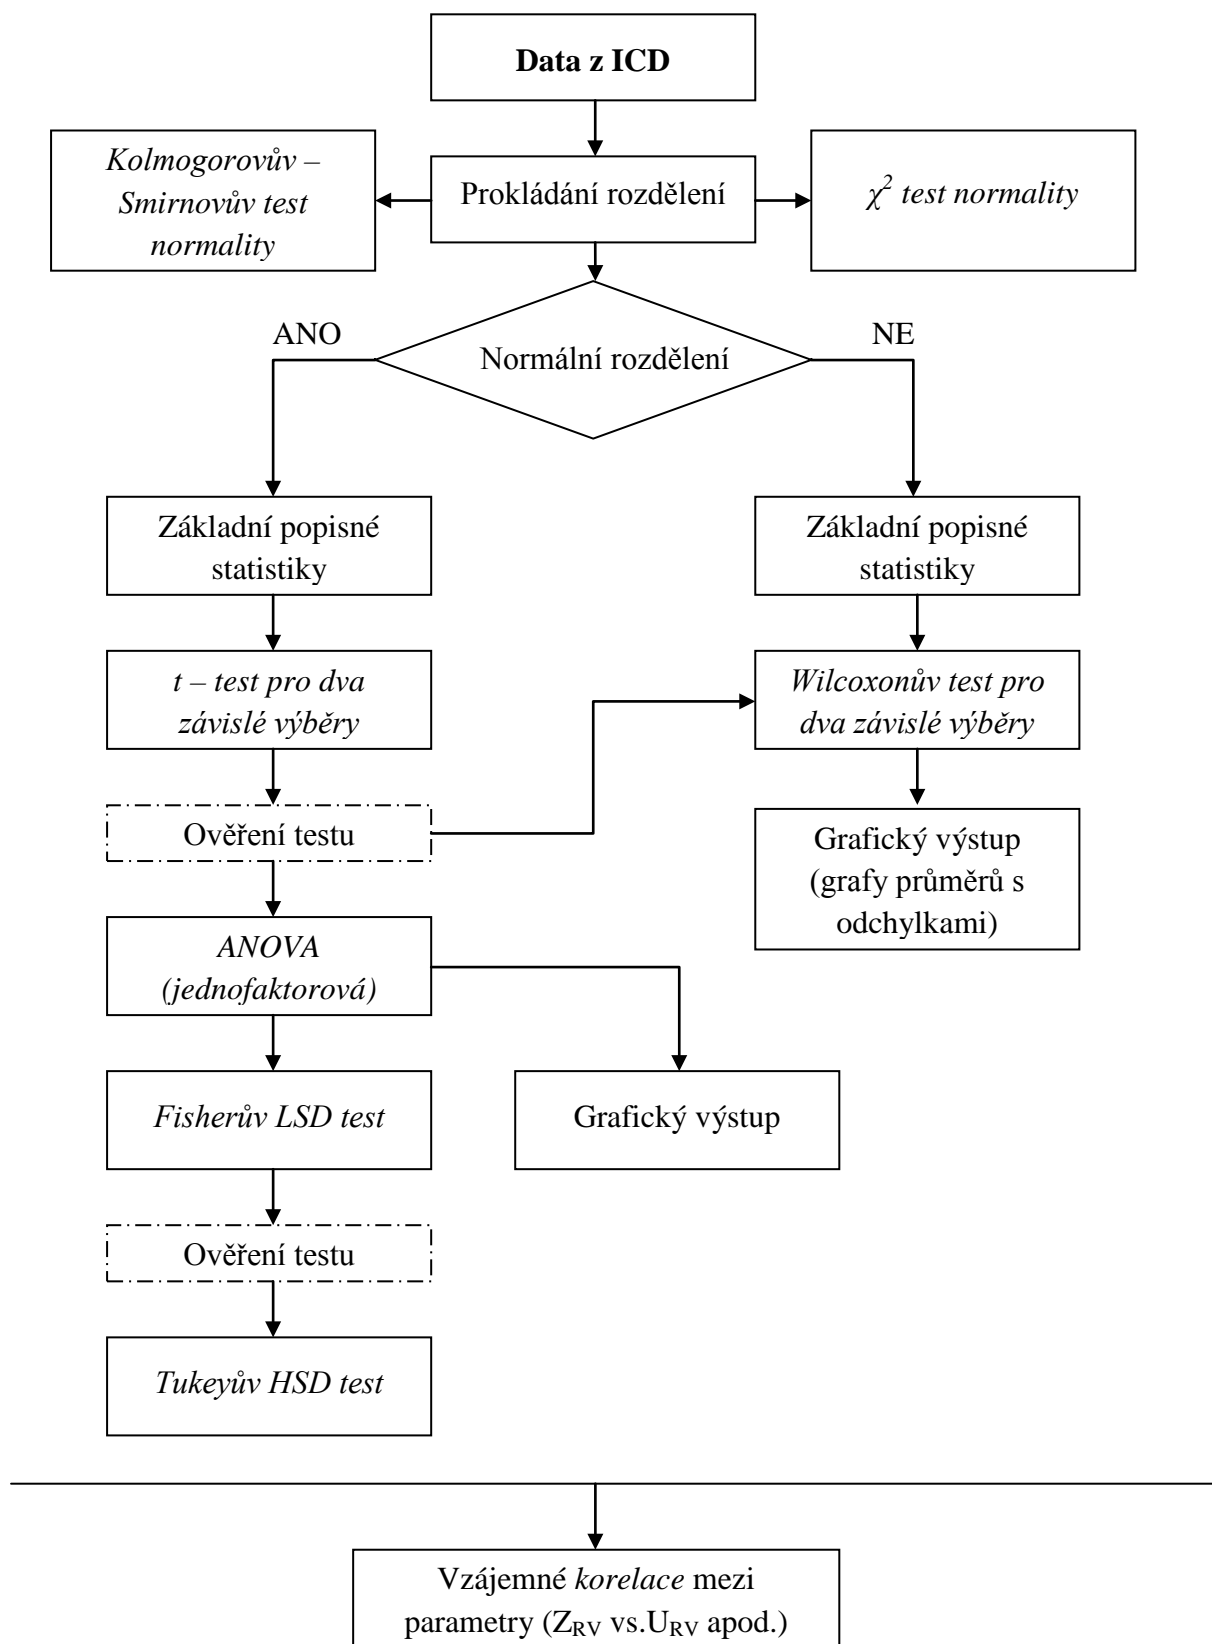 Data z ICD
Kolmogorovův –
Smirnovův test
normality
Prokládání rozdělení
χ² test normality
ANO
NE
Normální rozdělení
Základní popisné
statistiky
Základní popisné
statistiky
t – test pro dva
závislé výběry
Wilcoxonův test pro
dva závislé výběry
Ověření testu
Grafický výstup
(grafy průměrů s
odchylkami)
ANOVA
(jednofaktorová)
Fisherův LSD test
Grafický výstup
Ověření testu
Tukeyův HSD test
Vzájemné korelace mezi
parametry (Z_RV vs.U_RV apod.)